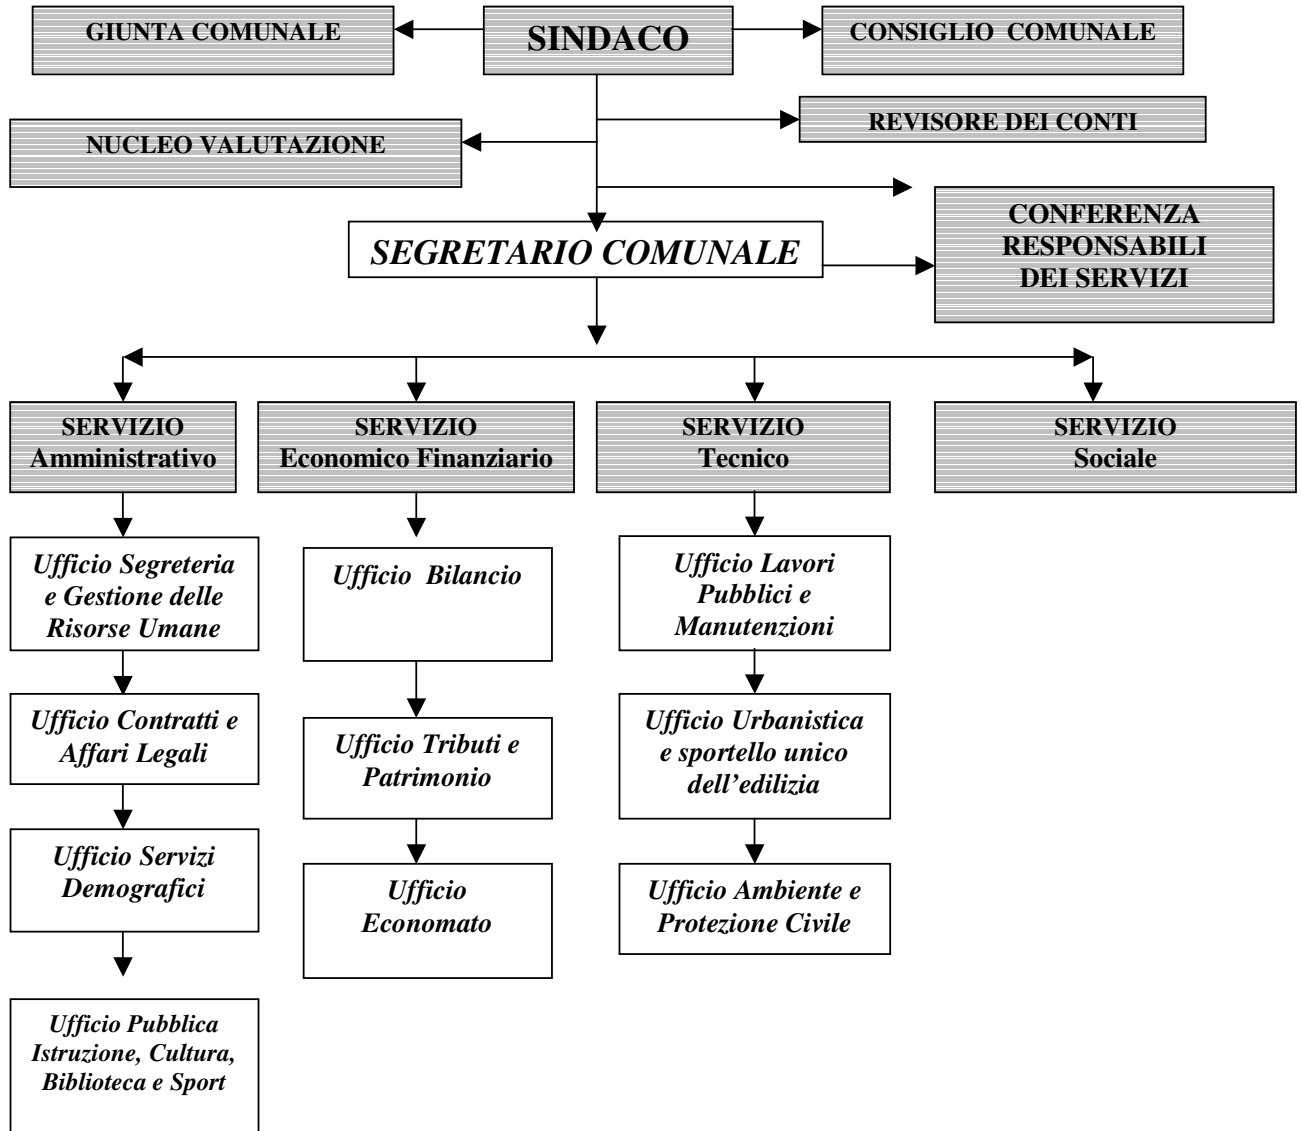 GIUNTA COMUNALE
SINDACO
CONSIGLIO COMUNALE
REVISORE DEI CONTI
NUCLEO VALUTAZIONE
CONFERENZA
RESPONSABILI
DEI SERVIZI
SEGRETARIO COMUNALE
SERVIZIO
Amministrativo
SERVIZIO
Economico Finanziario
SERVIZIO
Tecnico
SERVIZIO
Sociale
Ufficio Segreteria
e Gestione delle
Risorse Umane
Ufficio Bilancio
Ufficio Lavori
Pubblici e
Manutenzioni
Ufficio Contratti e
Affari Legali
Ufficio Tributi e
Patrimonio
Ufficio Urbanistica
e sportello unico
dell’edilizia
Ufficio Servizi
Demografici
Ufficio
Economato
Ufficio Ambiente e
Protezione Civile
Ufficio Pubblica
Istruzione, Cultura,
Biblioteca e Sport